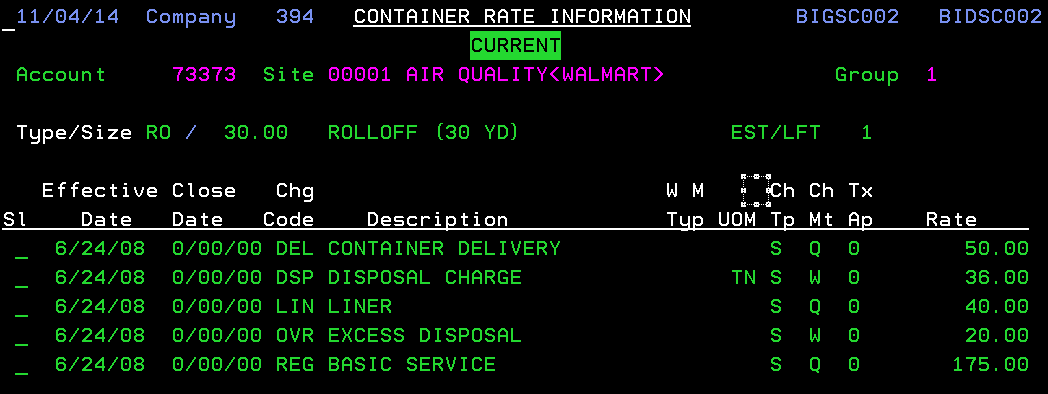 11/04/14 Company 394 CONTAINER RATE INFORMATION BIGSC002 BIDSC002
CURRENT
Account 73373 Site 00001 AIR QUALITY<WALMART> Group 1
Type/Size RO / 30.00 ROLLOFF (30 YD) EST/LFT 1
Effective Close Chg W M Ch Ch Tx
Sl Date Date Code Description Typ UOM Tp Mt Ap Rate
_ 6/24/08 0/00/00 DEL CONTAINER DELIVERY S Q 0 50.00
_ 6/24/08 0/00/00 DSP DISPOSAL CHARGE TN S W 0 36.00
_ 6/24/08 0/00/00 LIN LINER S Q 0 40.00
_ 6/24/08 0/00/00 OVR EXCESS DISPOSAL S W 0 20.00
_ 6/24/08 0/00/00 REG BASIC SERVICE S Q 0 175.00